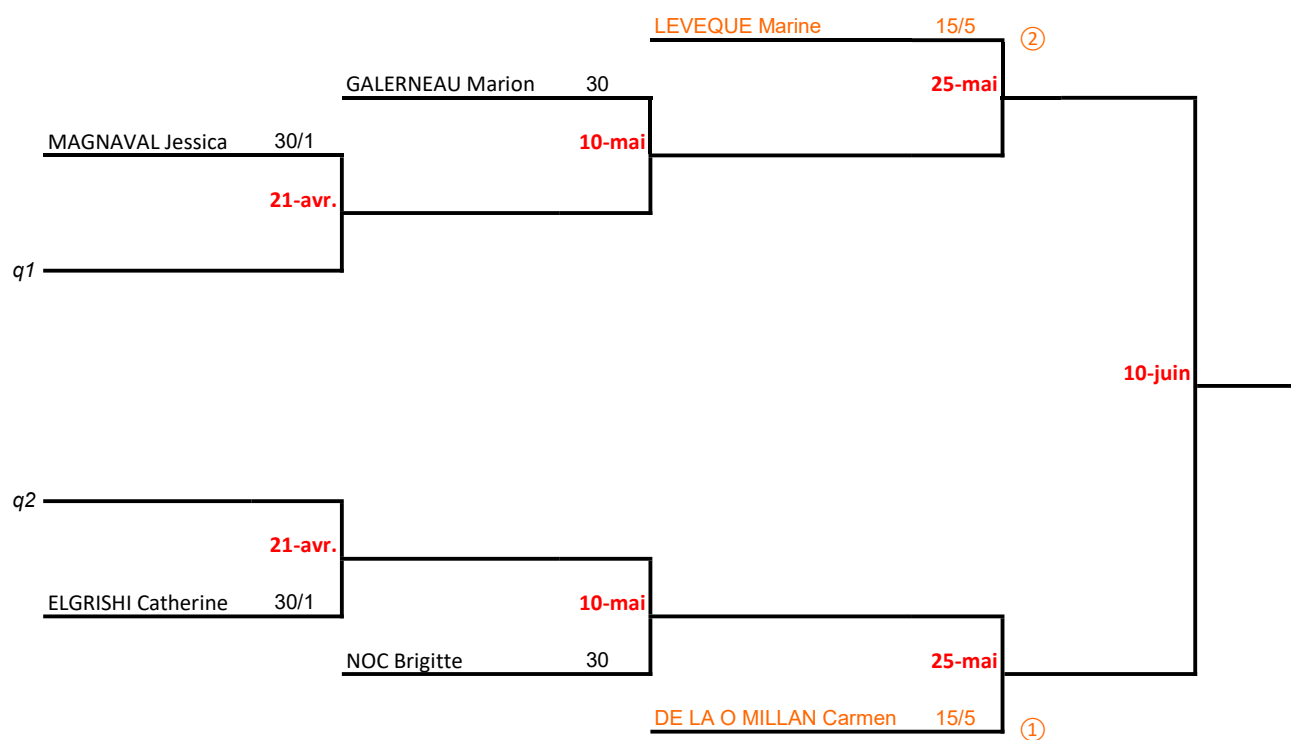 LEVEQUE Marine 15/5 ②
GALERNEAU Marion 30 25-mai
MAGNAVAL Jessica 30/1 10-mai
21-avr.
q1
10-juin
q2
21-avr.
ELGRISHI Catherine 30/1 10-mai
NOC Brigitte 30 25-mai
DE LA O MILLAN Carmen 15/5 ①